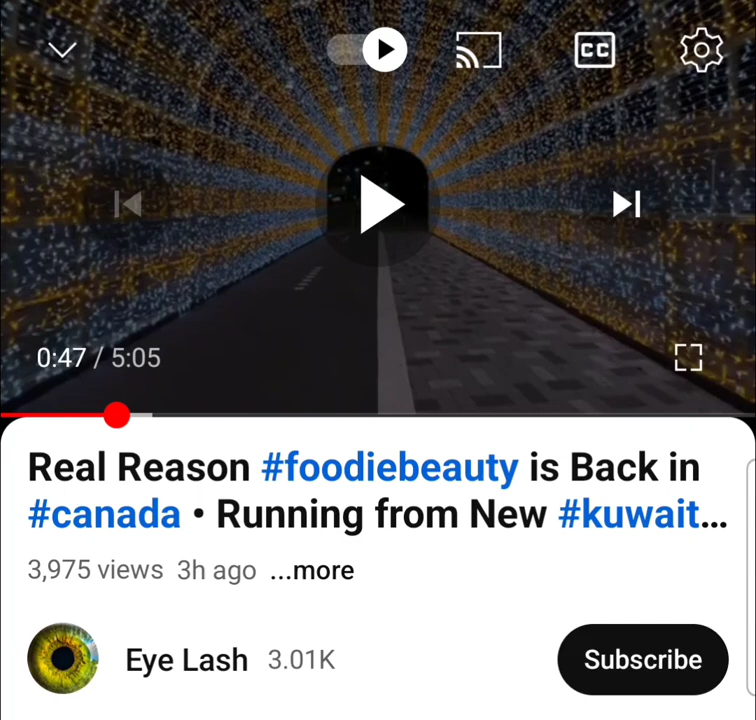 CC
0:47 / 5:05
Real Reason #foodiebeauty is Back in
#canada • Running from New #kuwait...
3,975 views 3h ago ...more
Eye Lash 3.01K Subscribe